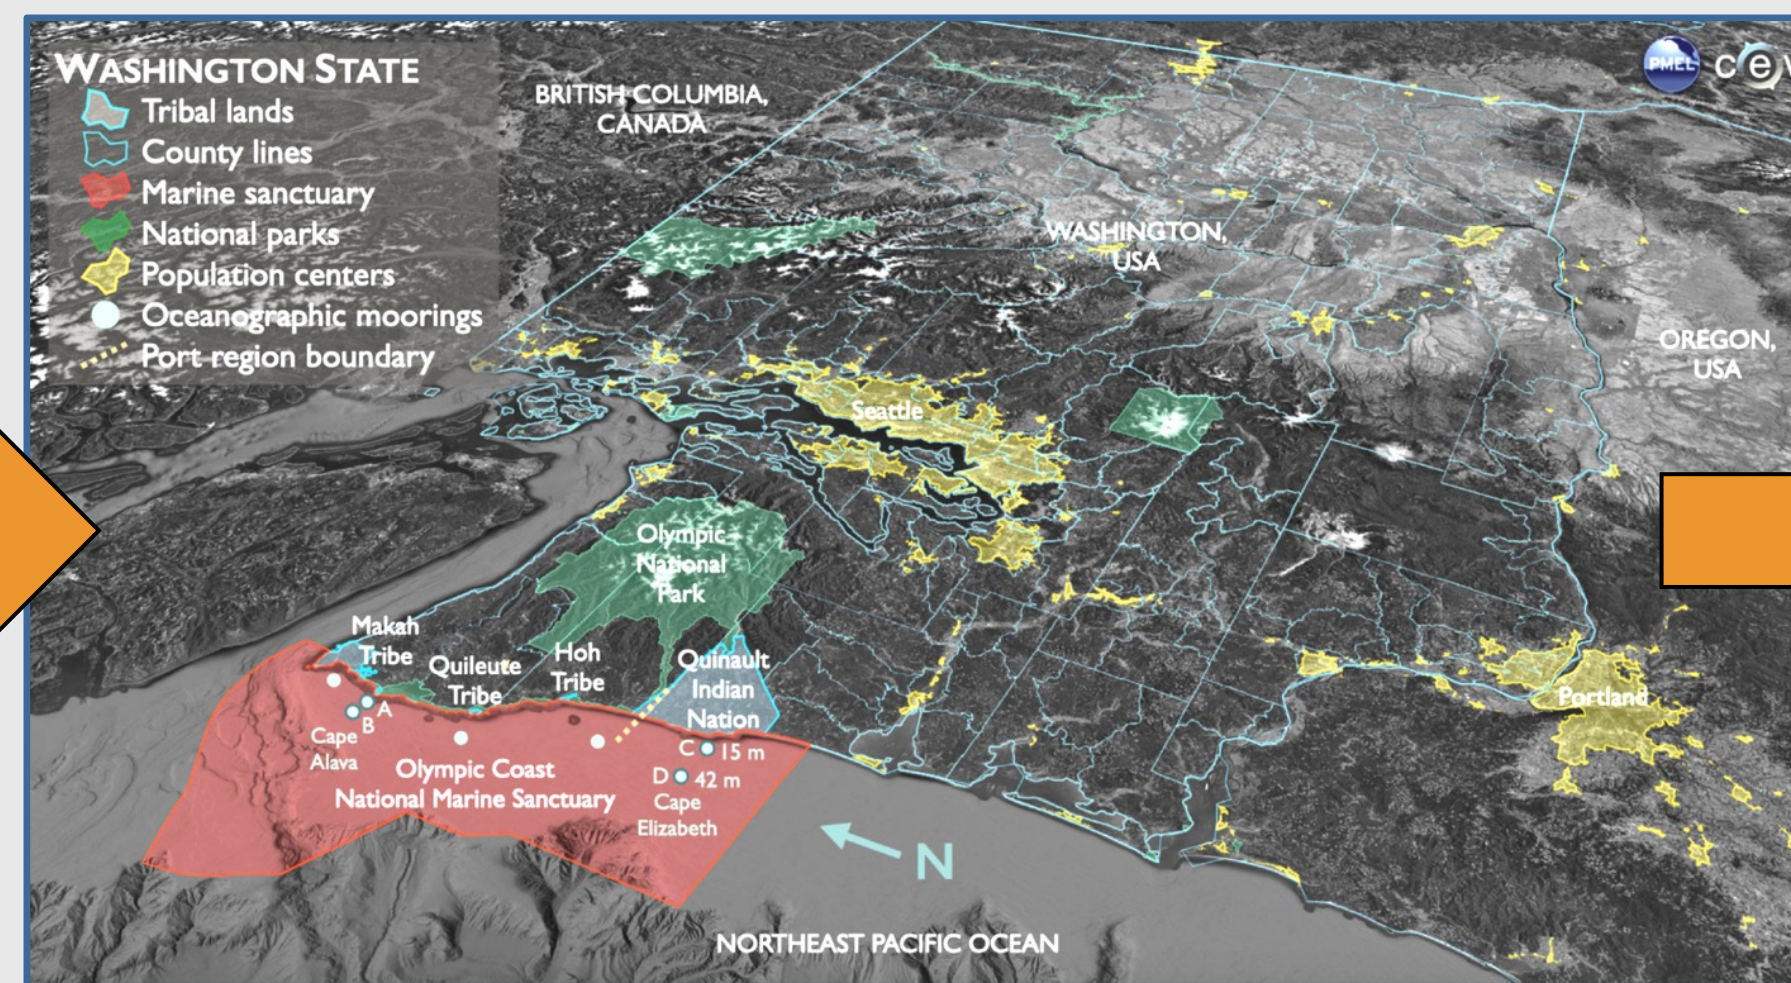 WASHINGTON STATE
Tribal lands
County lines
Marine sanctuary
National parks
Population centers
Oceanographic moorings
Port region boundary
BRITISH COLUMBIA,
CANADA
PMEL
WASHINGTON,
USA
OREGON,
USA
Seattle
Olympic
National
Park
Makah
Tribe
Quileute
Tribe
Hoh
Tribe
Quinault
Indian
Nation
Portland
A
B
Cape
Alava
C 15 m
D 42 m
Cape
Elizabeth
Olympic Coast
National Marine Sanctuary
N
NORTHEAST PACIFIC OCEAN